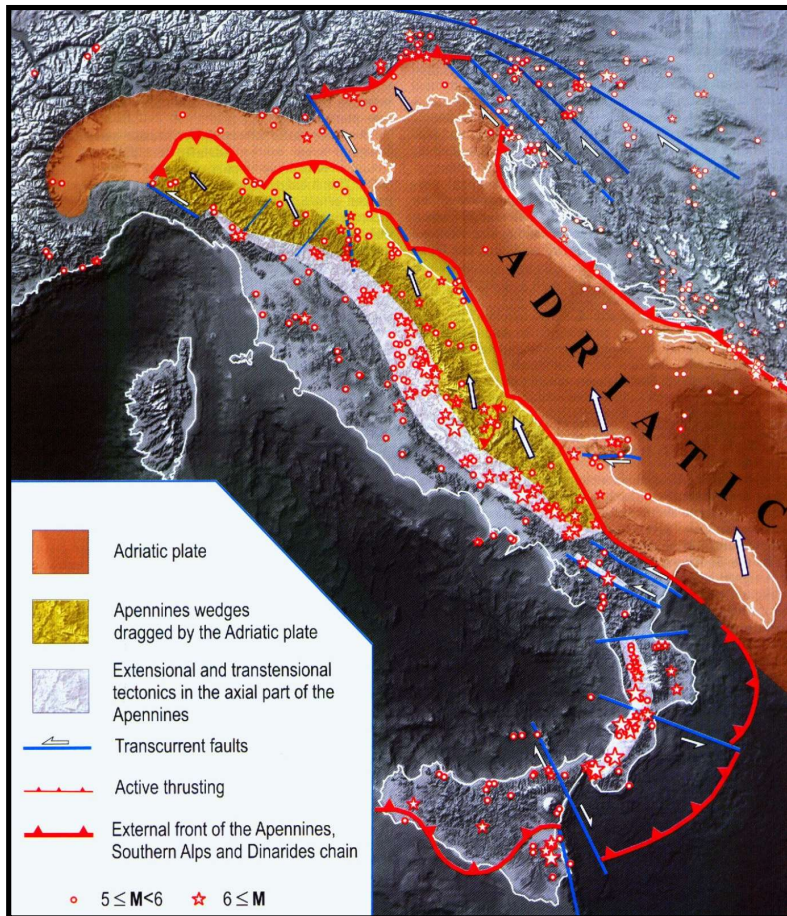 ADRIATIC
Adriatic plate
Apennines wedges
dragged by the Adriatic plate
Extensional and transtensional
tectonics in the axial part of the
Apennines
Transcurrent faults
Active thrusting
External front of the Apennines,
Southern Alps and Dinarides chain
5 ≤ M<6
6 ≤ M